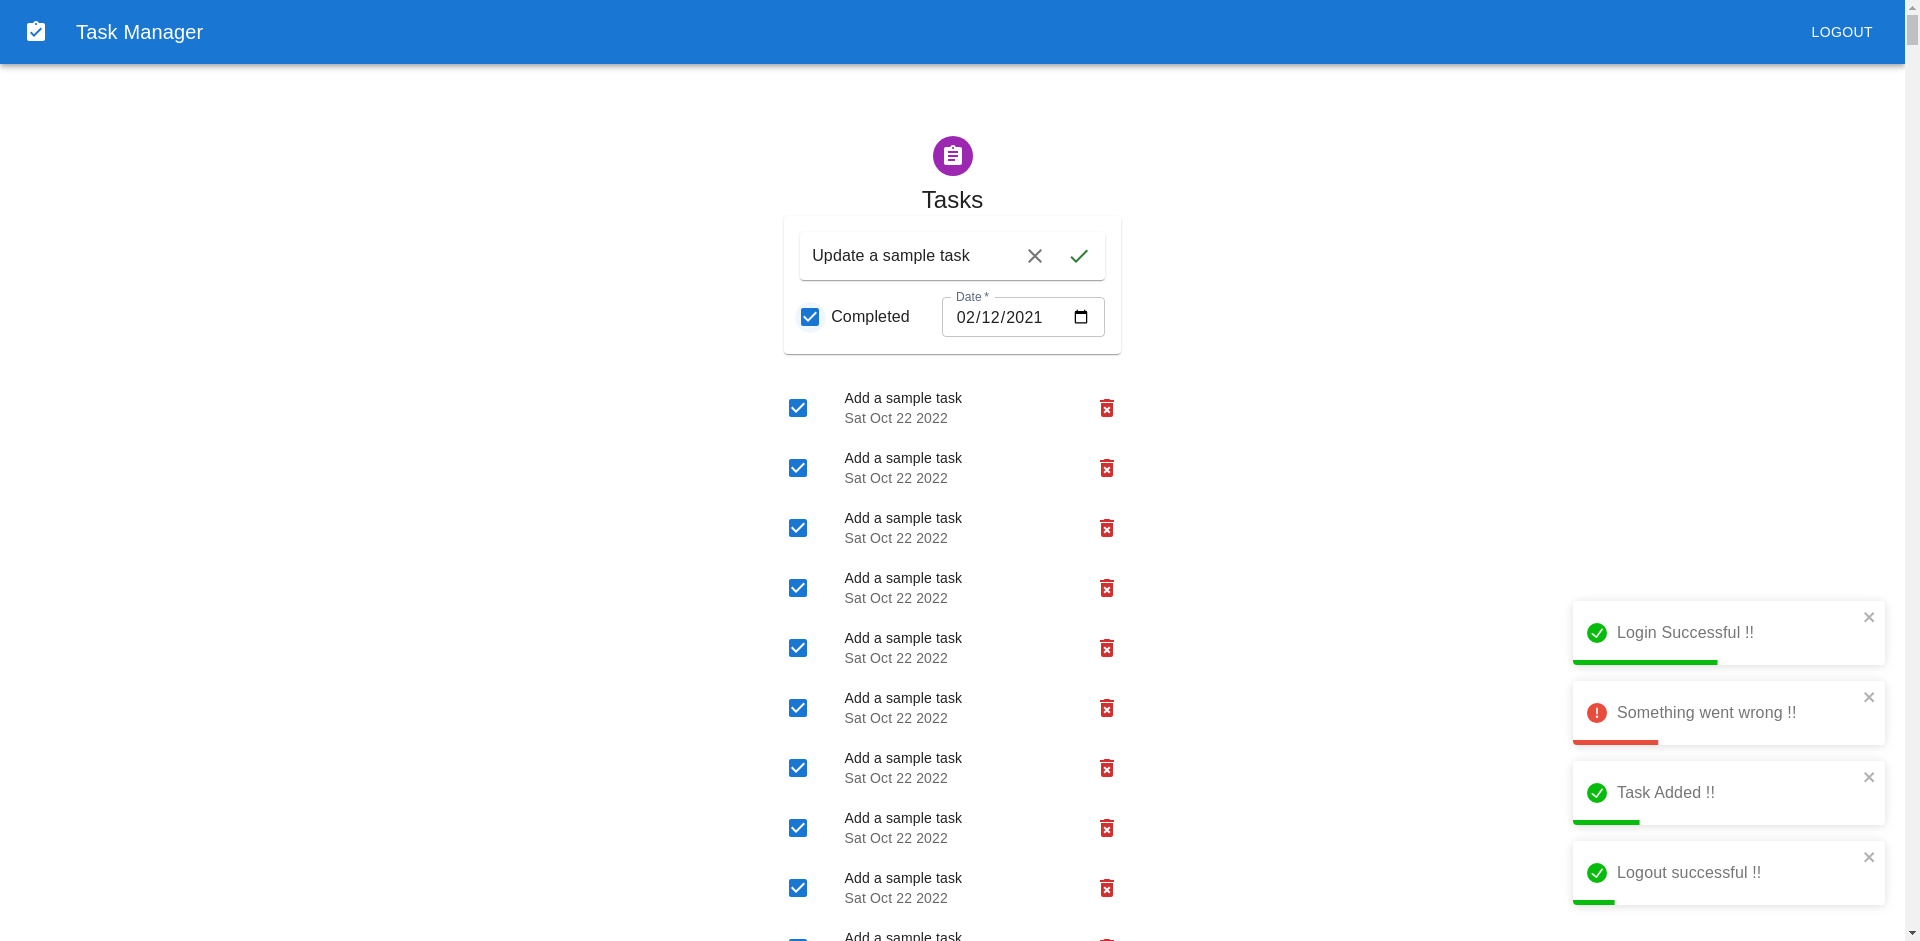 Task Manager
LOGOUT
Tasks
Update a sample task
Date *
Completed
02/12/2021
Add a sample task
Sat Oct 22 2022
Add a sample task
Sat Oct 22 2022
Add a sample task
Sat Oct 22 2022
Add a sample task
Sat Oct 22 2022
Add a sample task
Sat Oct 22 2022
Add a sample task
Sat Oct 22 2022
Add a sample task
Sat Oct 22 2022
Add a sample task
Sat Oct 22 2022
Add a sample task
Sat Oct 22 2022
Add a sample task
Login Successful !!
Something went wrong !!
Task Added !!
Logout successful !!